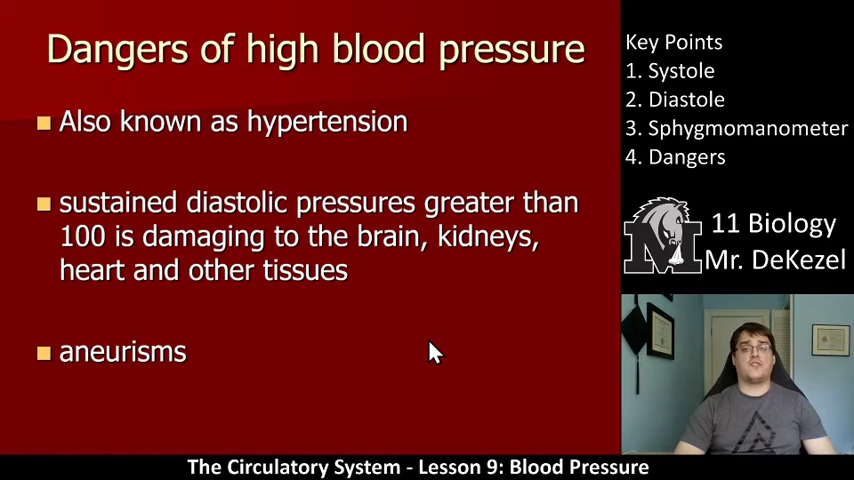 Dangers of high blood pressure
Also known as hypertension
sustained diastolic pressures greater than
100 is damaging to the brain, kidneys,
heart and other tissues
aneurisms
Key Points
1. Systole
2. Diastole
3. Sphygmomanometer
4. Dangers
M
11 Biology
Mr. DeKezel
The Circulatory System - Lesson 9: Blood Pressure